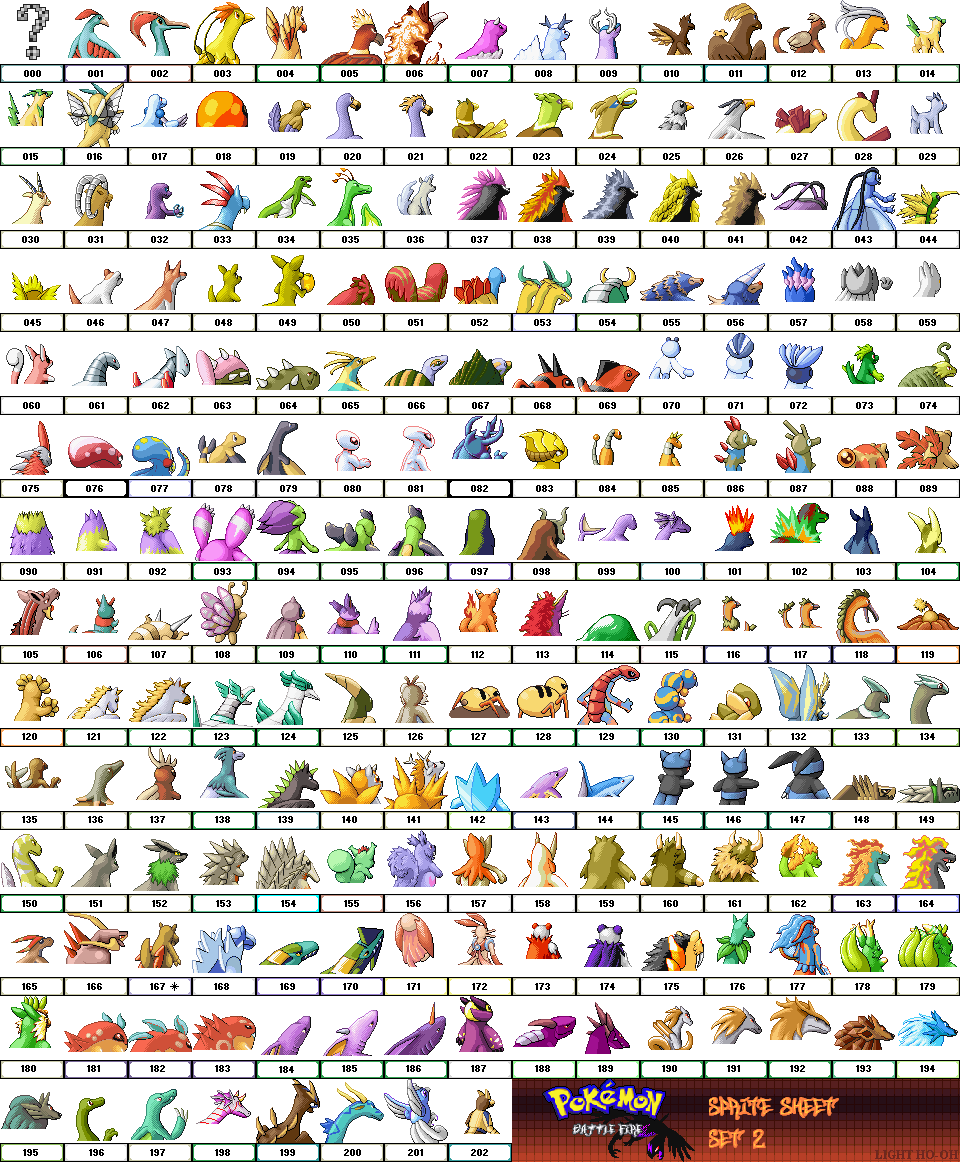 000 001 002 003 004 005 006 007 008 009 010 011 012 013 014
015 016 017 018 019 020 021 022 023 024 025 026 027 028 029
030 031 032 033 034 035 036 037 038 039 040 041 042 043 044
045 046 047 048 049 050 051 052 053 054 055 056 057 058 059
060 061 062 063 064 065 066 067 068 069 070 071 072 073 074
075 076 077 078 079 080 081 082 083 084 085 086 087 088 089
090 091 092 093 094 095 096 097 098 099 100 101 102 103 104
105 106 107 108 109 110 111 112 113 114 115 116 117 118 119
120 121 122 123 124 125 126 127 128 129 130 131 132 133 134
135 136 137 138 139 140 141 142 143 144 145 146 147 148 149
150 151 152 153 154 155 156 157 158 159 160 161 162 163 164
165 166 167 * 168 169 170 171 172 173 174 175 176 177 178 179
180 181 182 183 184 185 186 187 188 189 190 191 192 193 194
195 196 197 198 199 200 201 202
POKéMON
BATTLE FIRE
SPRITE SHEET
SET 2
LIGHT HO-OH